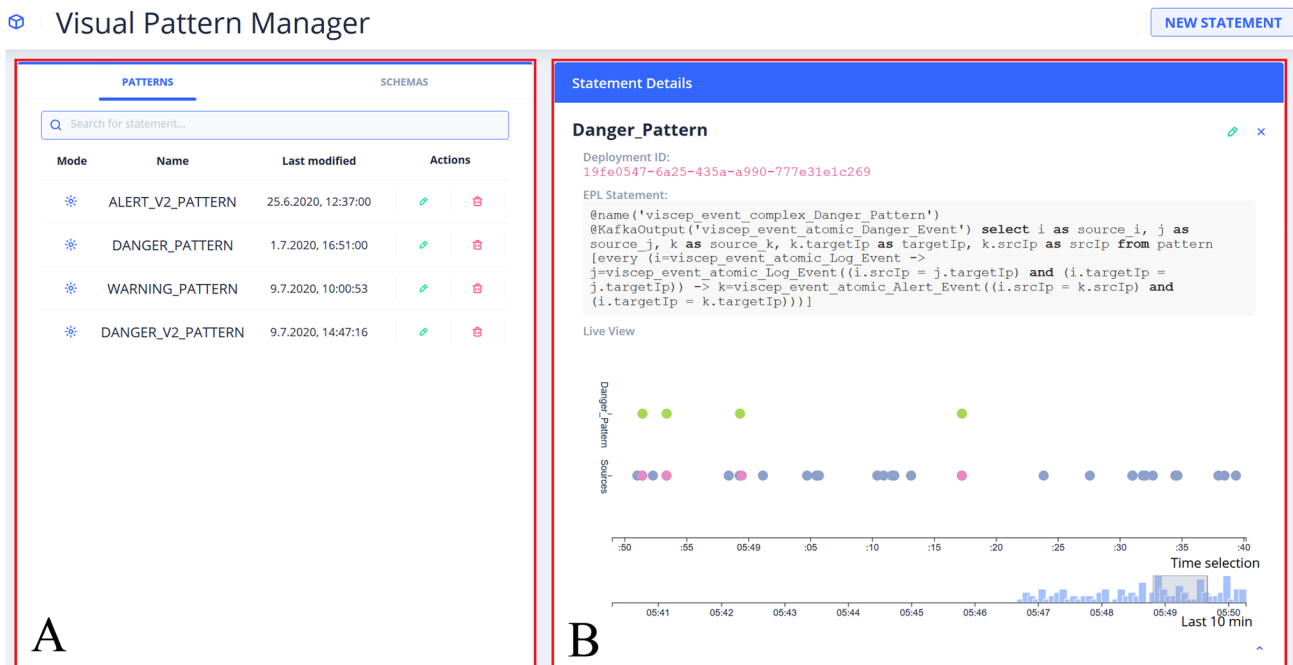 Visual Pattern Manager
NEW STATEMENT
PATTERNS
SCHEMAS
Search for statement...
Mode
Name
Last modified
Actions
ALERT_V2_PATTERN
25.6.2020, 12:37:00
DANGER_PATTERN
1.7.2020, 16:51:00
WARNING_PATTERN
9.7.2020, 10:00:53
DANGER_V2_PATTERN
9.7.2020, 14:47:16
A
Statement Details
Danger_Pattern
Deployment ID:
19fe0547-6a25-435a-a990-777e31e1c269
EPL Statement:
@name('viscep_event_complex_Danger_Pattern')
@KafkaOutput('viscep_event_atomic_Danger_Event') select i as source_i, j as
source_j, k as source_k, k.targetIp as targetIp, k.srcIp as srcIp from pattern
[every (i=viscep_event_atomic_Log_Event ->
j=viscep_event_atomic_Log_Event((i.srcIp = j.targetIp) and (i.targetIp =
j.targetIp)) -> k=viscep_event_atomic_Alert_Event((i.srcIp = k.srcIp) and
(i.targetIp = k.targetIp)))]
Live View
Danger_Pattern
Sources
:50 :55 05:49 :05 :10 :15 :20 :25 :30 :35 :40
Time selection
05:41 05:42 05:43 05:44 05:45 05:46 05:47 05:48 05:49 05:50
Last 10 min
B